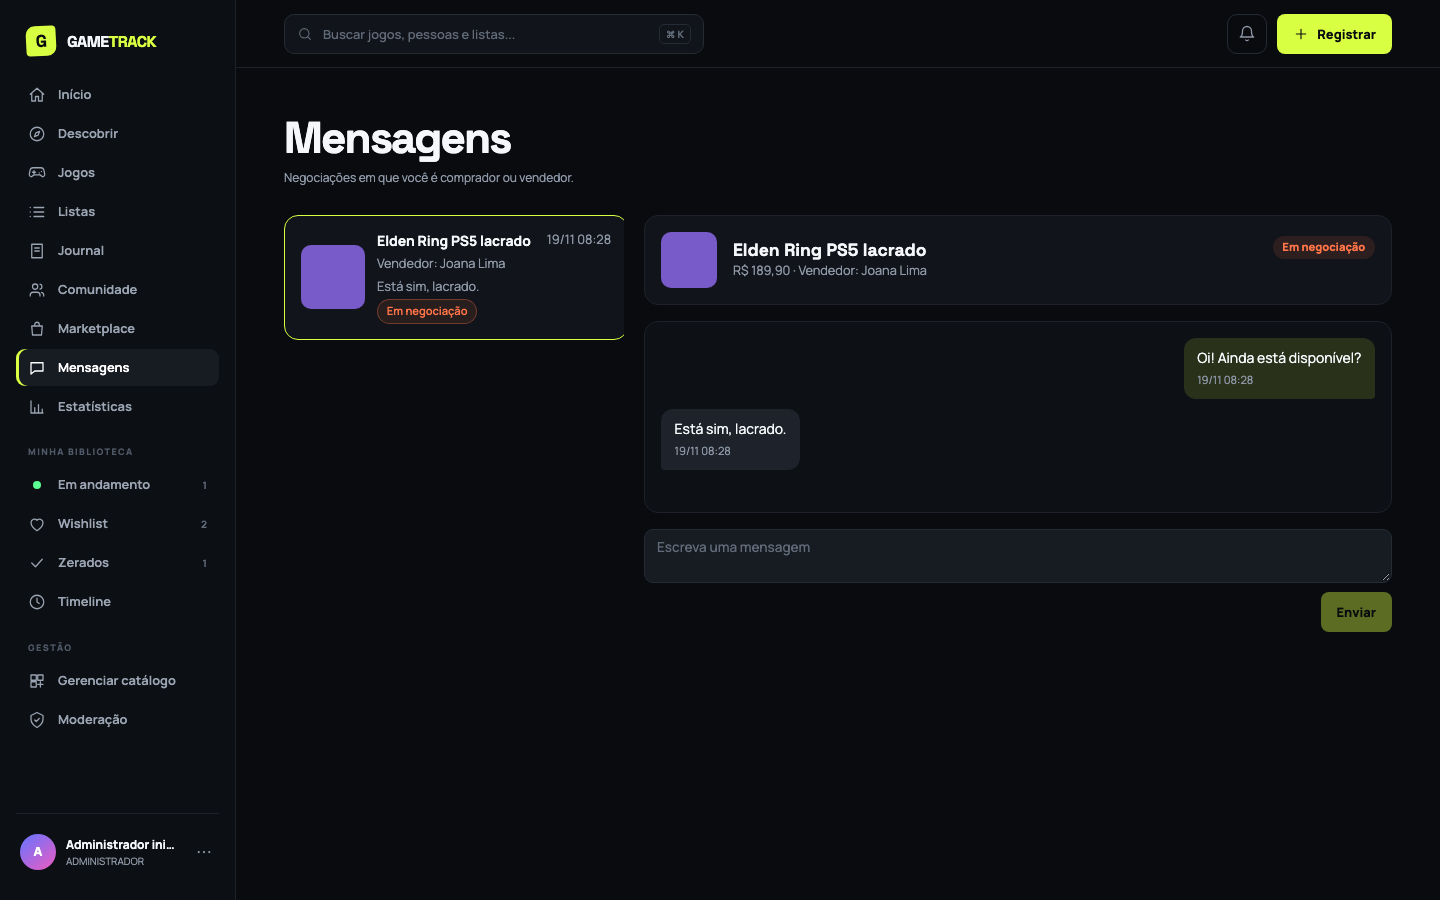 G GAMETRACK
Buscar jogos, pessoas e listas...
⌘ K
Registrar
Início
Descobrir
Jogos
Listas
Journal
Comunidade
Marketplace
Mensagens
Estatísticas
MINHA BIBLIOTECA
Em andamento 1
Wishlist 2
Zerados 1
Timeline
GESTÃO
Gerenciar catálogo
Moderação
A
Administrador ini...
ADMINISTRADOR
Mensagens
Negociações em que você é comprador ou vendedor.
Elden Ring PS5 lacrado 19/11 08:28
Vendedor: Joana Lima
Está sim, lacrado.
Em negociação
Elden Ring PS5 lacrado
R$ 189,90 · Vendedor: Joana Lima
Em negociação
Oi! Ainda está disponível?
19/11 08:28
Está sim, lacrado.
19/11 08:28
Escreva uma mensagem
Enviar